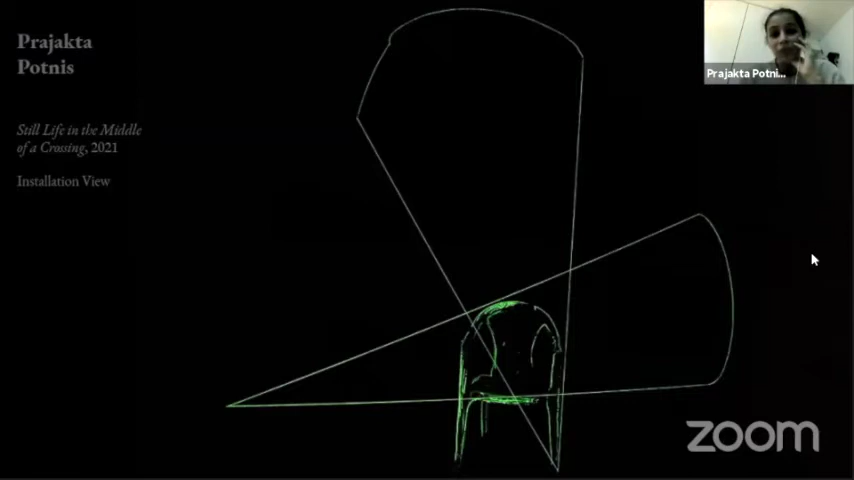 Prajakta
Potnis
Still Life in the Middle
of a Crossing, 2021
Installation View
Prajakta Potni...
zoom